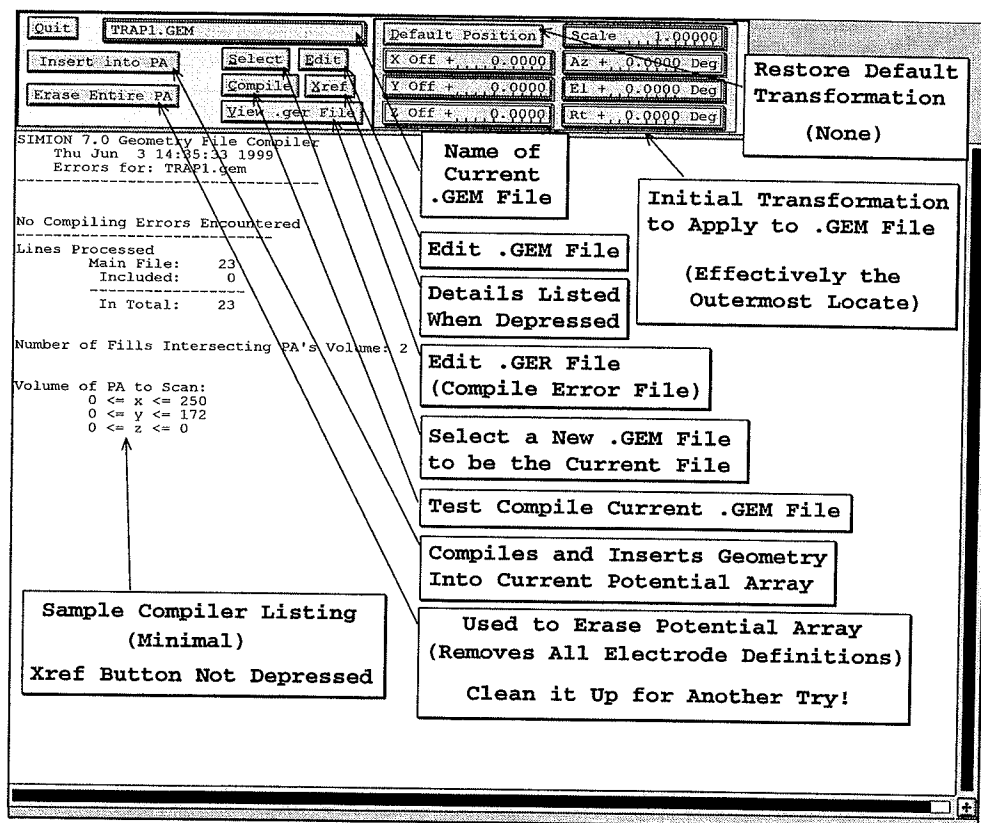 Quit
TRAP1.GEM
Default Position
Scale 1.00000
Insert into PA
Select
Edit
X Off + 0.0000
Az + 0.0000 Deg
Erase Entire PA
Compile
Xref
Y Off + 0.0000
El + 0.0000 Deg
View .ger File
Z Off + 0.0000
Rt + 0.0000 Deg
SIMION 7.0 Geometry File Compiler
Thu Jun 3 14:35:33 1999
Errors for: TRAP1.gem
No Compiling Errors Encountered
Lines Processed
Main File: 23
Included: 0
In Total: 23
Number of Fills Intersecting PA's Volume: 2
Volume of PA to Scan:
0 <= x <= 250
0 <= y <= 172
0 <= z <= 0
Restore Default
Transformation
(None)
Name of
Current
.GEM File
Initial Transformation
to Apply to .GEM File
(Effectively the
Outermost Locate)
Edit .GEM File
Details Listed
When Depressed
Edit .GER File
(Compile Error File)
Select a New .GEM File
to be the Current File
Test Compile Current .GEM File
Compiles and Inserts Geometry
Into Current Potential Array
Used to Erase Potential Array
(Removes All Electrode Definitions)
Clean it Up for Another Try!
Sample Compiler Listing
(Minimal)
Xref Button Not Depressed